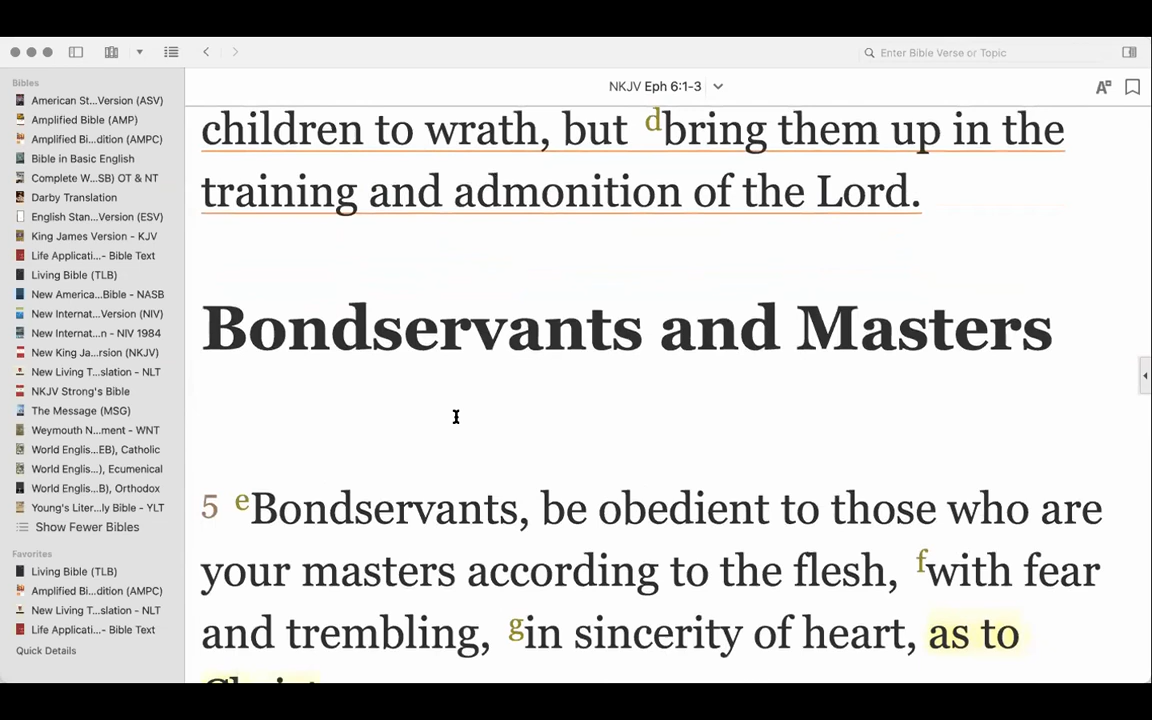 Enter Bible Verse or Topic
NKJV Eph 6:1-3
Bibles
American St...Version (ASV)
Amplified Bible (AMP)
Amplified Bi...dition (AMPC)
Bible in Basic English
Complete W...SB) OT & NT
Darby Translation
English Stan...Version (ESV)
King James Version - KJV
Life Applicati...- Bible Text
Living Bible (TLB)
New America...Bible - NASB
New Internat...Version (NIV)
New Internat...n - NIV 1984
New King Ja...rsion (NKJV)
New Living T...slation - NLT
NKJV Strong's Bible
The Message (MSG)
Weymouth N...ment - WNT
World Englis...EB), Catholic
World Englis...), Ecumenical
World Englis...B), Orthodox
Young's Liter...ly Bible - YLT
Show Fewer Bibles
Favorites
Living Bible (TLB)
Amplified Bi...dition (AMPC)
New Living T...slation - NLT
Life Applicati...- Bible Text
Quick Details
children to wrath, but dbring them up in the
training and admonition of the Lord.
Bondservants and Masters
5 eBondservants, be obedient to those who are
your masters according to the flesh, fwith fear
and trembling, gin sincerity of heart, as to